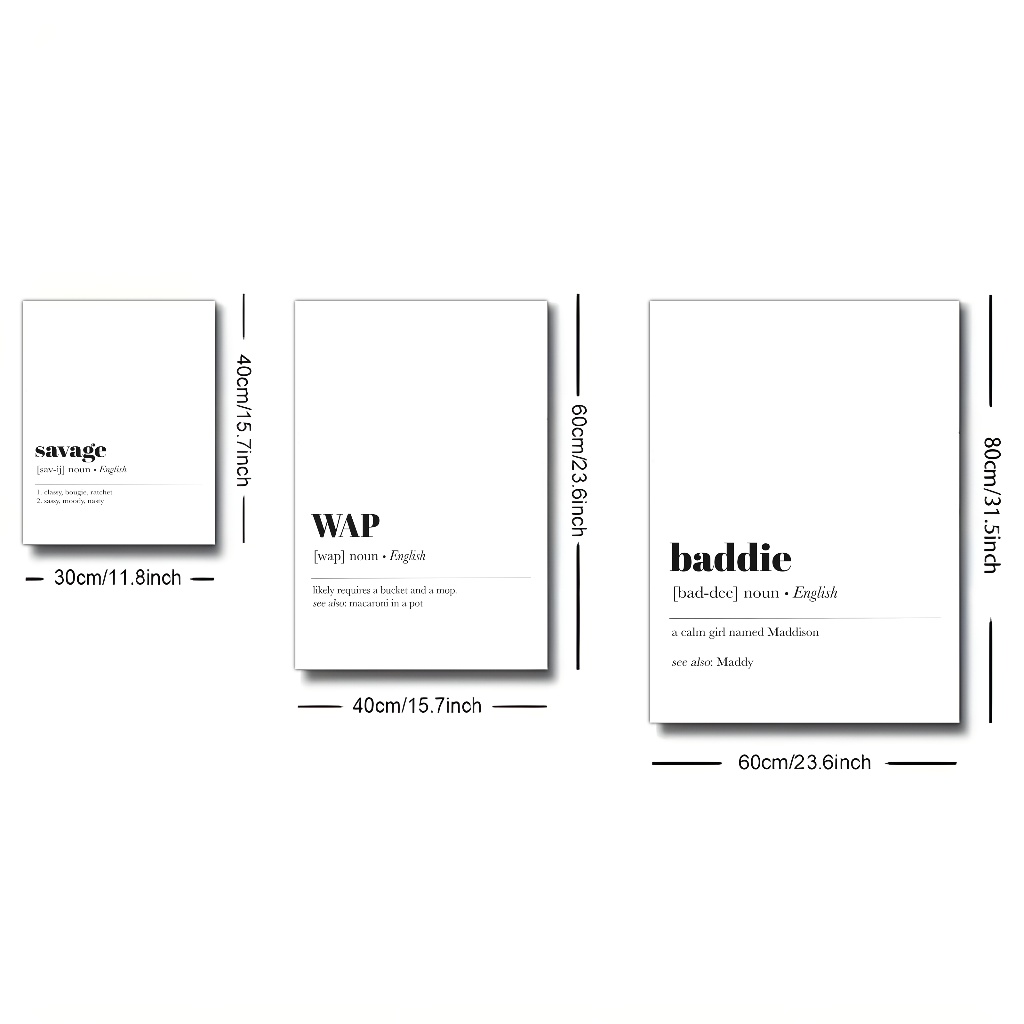 savage
[sav-ij] noun • English
1. classy, bougie, ratchet
2. sassy, moody, nasty
40cm/15.7inch
30cm/11.8inch
WAP
[wap] noun • English
likely requires a bucket and a mop.
see also: macaroni in a pot
60cm/23.6inch
40cm/15.7inch
baddie
[bad-dee] noun • English
a calm girl named Maddison
see also: Maddy
80cm/31.5inch
60cm/23.6inch